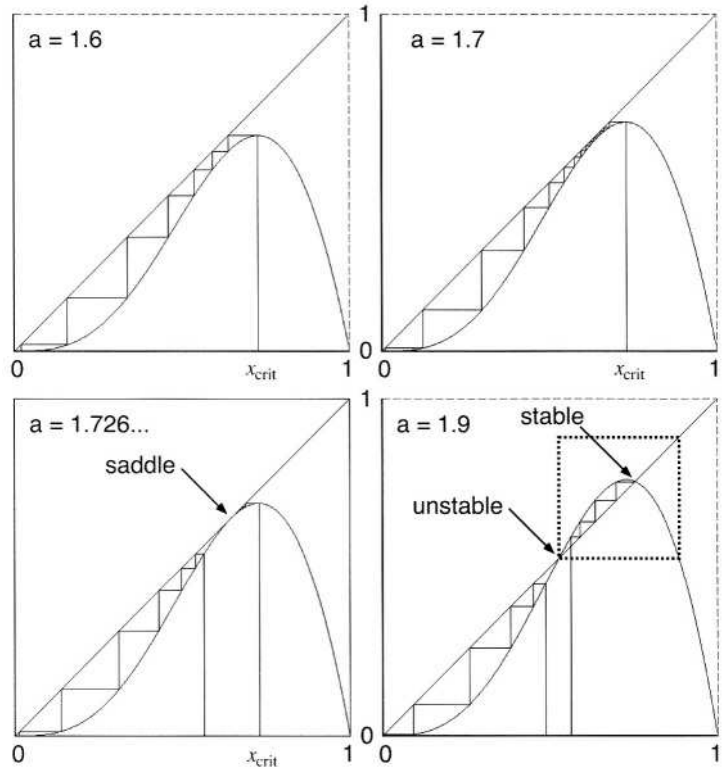 a = 1.6
1
a = 1.7
0
x_crit
1
0
0
x_crit
1
a = 1.726...
saddle
1
a = 1.9
stable
unstable
0
0
x_crit
1
0
1